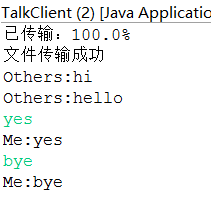 TalkClient (2) [Java Applicatio
已传输：100.0%
文件传输成功
Others:hi
Others:hello
yes
Me:yes
bye
Me:bye